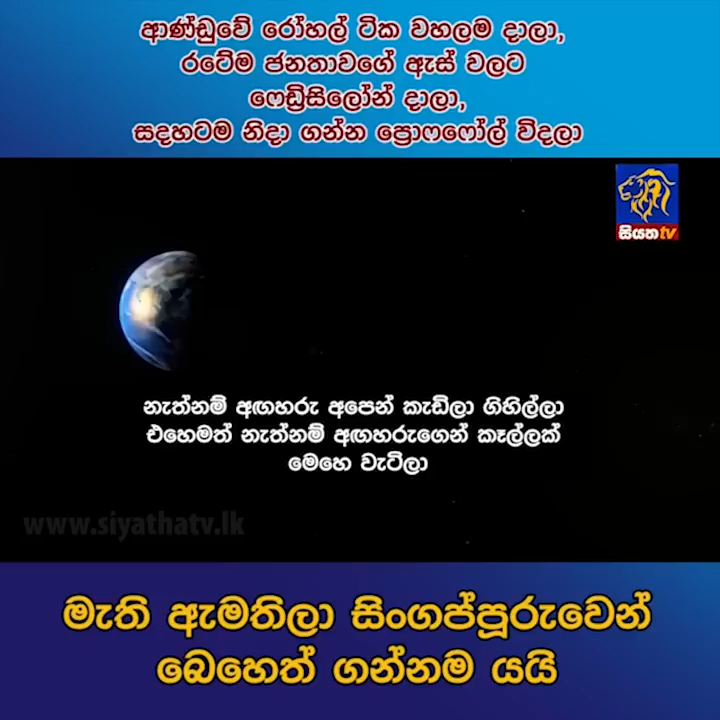 ආණ්ඩුවේ රෝහල් ටික වහලම දාලා,
රටේම ජනතාවගේ ඇස් වලට
ෆෙඩ්‍රිසිලෝන් දාලා,
සදහටම නිදා ගන්න ප්‍රොෆෆෝල් විදලා
සියත tv
නැත්නම් අඟහරු අපෙන් කැඩිලා ගිහිල්ලා
එහෙමත් නැත්නම් අඟහරුගෙන් කෑල්ලක්
මෙහෙ වැටිලා
www.siyathatv.lk
මැති ඇමතිලා සිංගප්පූරුවෙන්
බෙහෙත් ගන්නම යයි